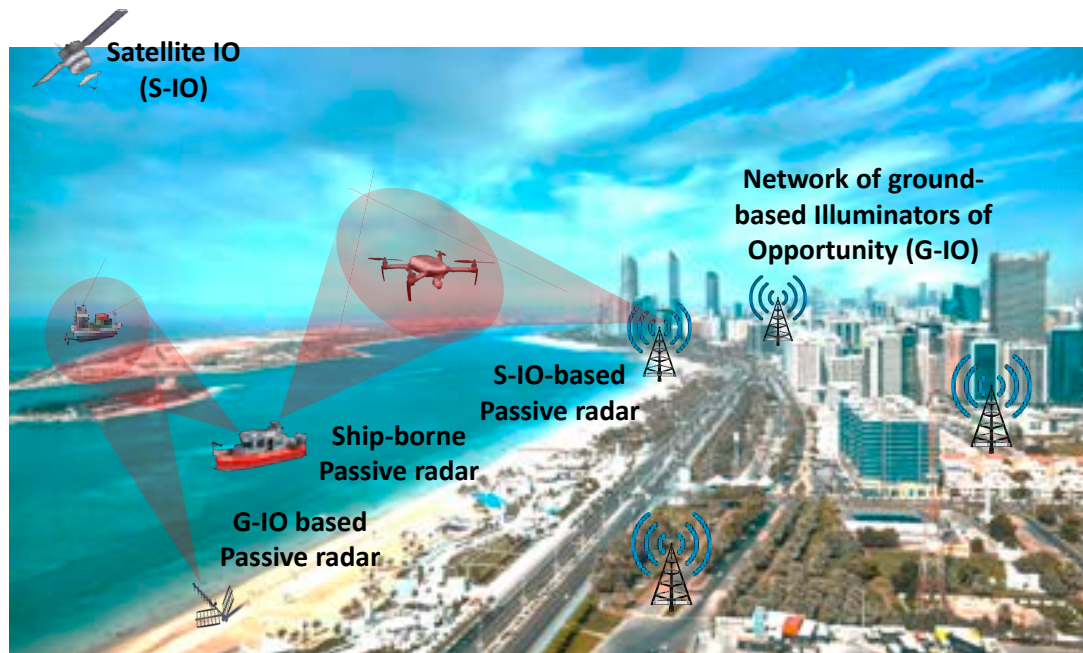 Satellite IO
(S-IO)
Network of ground-
based Illuminators of
Opportunity (G-IO)
S-IO-based
Passive radar
Ship-borne
Passive radar
G-IO based
Passive radar